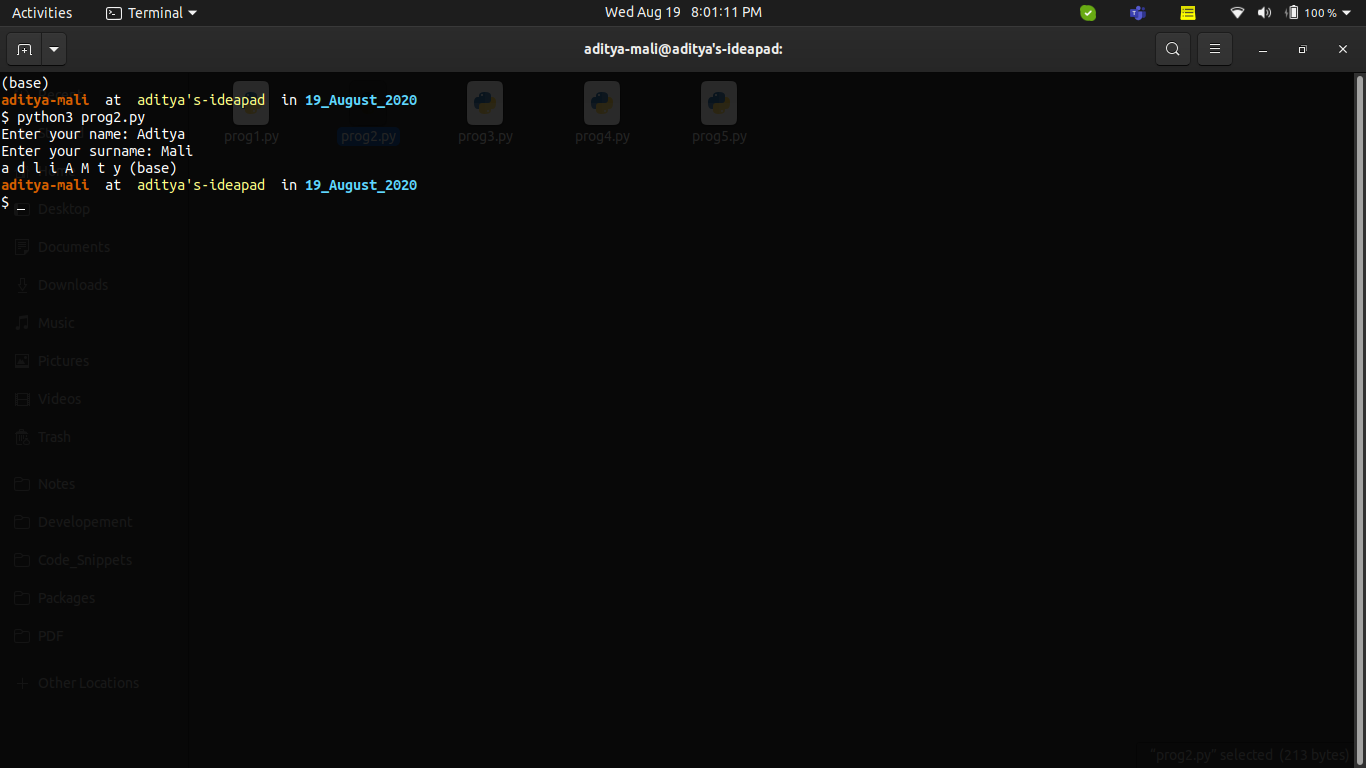 Activities Terminal Wed Aug 19 8:01:11 PM 100 %
aditya-mali@aditya's-ideapad:
(base)
aditya-mali at aditya's-ideapad in 19_August_2020
$ python3 prog2.py
Enter your name: Aditya
Enter your surname: Mali
a d l i A M t y (base)
aditya-mali at aditya's-ideapad in 19_August_2020
$ _
prog1.py prog2.py prog3.py prog4.py prog5.py
Desktop
Documents
Downloads
Music
Pictures
Videos
Trash
Notes
Developement
Code_Snippets
Packages
PDF
+ Other Locations
"prog2.py" selected (213 bytes)